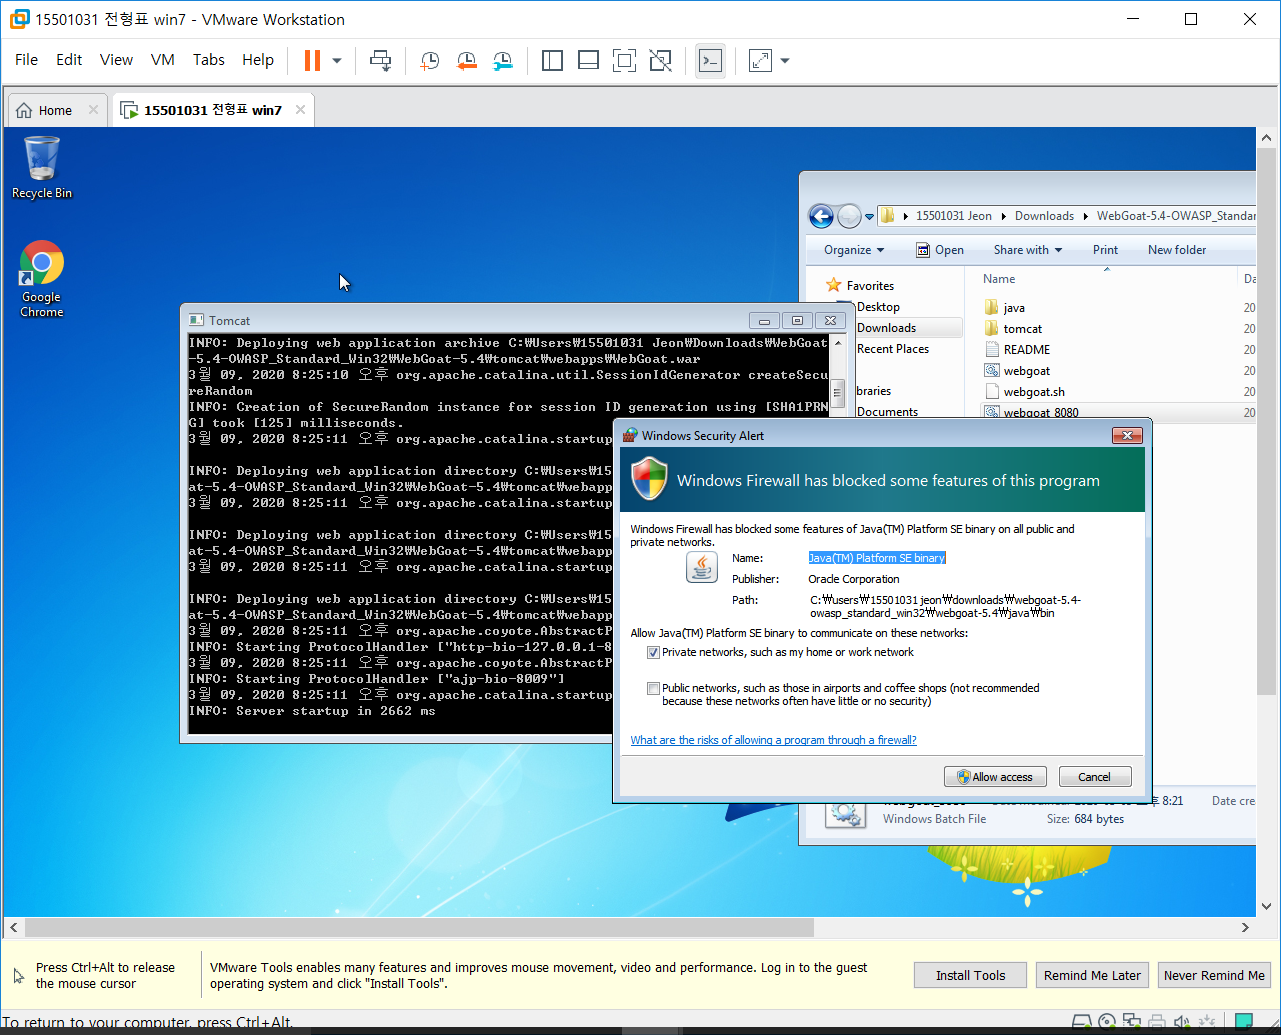 15501031 전형표 win7 - VMware Workstation
File Edit View VM Tabs Help
Home
15501031 전형표 win7
Recycle Bin
Google
Chrome
15501031 Jeon Downloads WebGoat-5.4-OWASP_Standar
Organize Open Share with Print New folder
Favorites
Desktop
Downloads
Recent Places
braries
Documents
Name
java 20
tomcat 20
README 20
webgoat 20
webgoat.sh 20
webgoat_8080 20
Tomcat
INFO: Deploying web application archive C:₩Users₩15501031 Jeon₩Downloads₩WebGoat
-5.4-OWASP_Standard_Win32₩WebGoat-5.4₩tomcat₩webapps₩WebGoat.war
3월 09, 2020 8:25:10 오후 org.apache.catalina.util.SessionIdGenerator createSecu
reRandom
INFO: Creation of SecureRandom instance for session ID generation using [SHA1PRN
G] took [125] milliseconds.
3월 09, 2020 8:25:11 오후 org.apache.catalina.startup
INFO: Deploying web application directory C:₩Users₩15
at-5.4-OWASP_Standard_Win32₩WebGoat-5.4₩tomcat₩webapp
3월 09, 2020 8:25:11 오후 org.apache.catalina.startup
INFO: Deploying web application directory C:₩Users₩15
at-5.4-OWASP_Standard_Win32₩WebGoat-5.4₩tomcat₩webapp
3월 09, 2020 8:25:11 오후 org.apache.catalina.startup
INFO: Deploying web application directory C:₩Users₩15
at-5.4-OWASP_Standard_Win32₩WebGoat-5.4₩tomcat₩webapp
3월 09, 2020 8:25:11 오후 org.apache.coyote.AbstractP
INFO: Starting ProtocolHandler ["http-bio-127.0.0.1-8
3월 09, 2020 8:25:11 오후 org.apache.coyote.AbstractP
INFO: Starting ProtocolHandler ["ajp-bio-8009"]
3월 09, 2020 8:25:11 오후 org.apache.catalina.startup
INFO: Server startup in 2662 ms
Windows Security Alert
Windows Firewall has blocked some features of this program
Windows Firewall has blocked some features of Java(TM) Platform SE binary on all public and
private networks.
Name: Java(TM) Platform SE binary
Publisher: Oracle Corporation
Path: C:₩users₩15501031 jeon₩downloads₩webgoat-5.4-
owasp_standard_win32₩webgoat-5.4₩java₩bin
Allow Java(TM) Platform SE binary to communicate on these networks:
Private networks, such as my home or work network
Public networks, such as those in airports and coffee shops (not recommended
because these networks often have little or no security)
What are the risks of allowing a program through a firewall?
Allow access Cancel
8:21 Date cre
Windows Batch File Size: 684 bytes
Press Ctrl+Alt to release
the mouse cursor
VMware Tools enables many features and improves mouse movement, video and performance. Log in to the guest
operating system and click "Install Tools".
Install Tools Remind Me Later Never Remind Me
To return to your computer, press Ctrl+Alt.